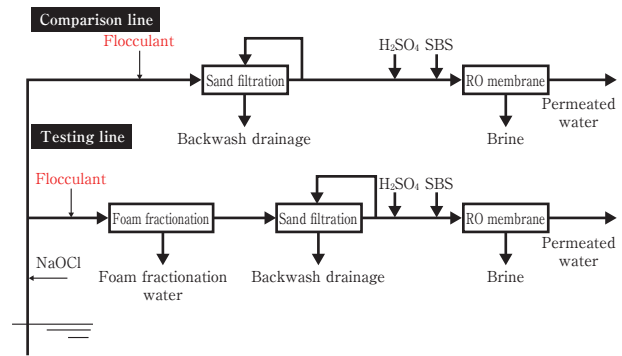 Comparison line
Flocculant
H₂SO₄ SBS
Sand filtration
RO membrane
Permeated
water
Backwash drainage
Brine
Testing line
Flocculant
H₂SO₄ SBS
Foam fractionation
Sand filtration
RO membrane
Permeated
water
NaOCl
Foam fractionation
water
Backwash drainage
Brine